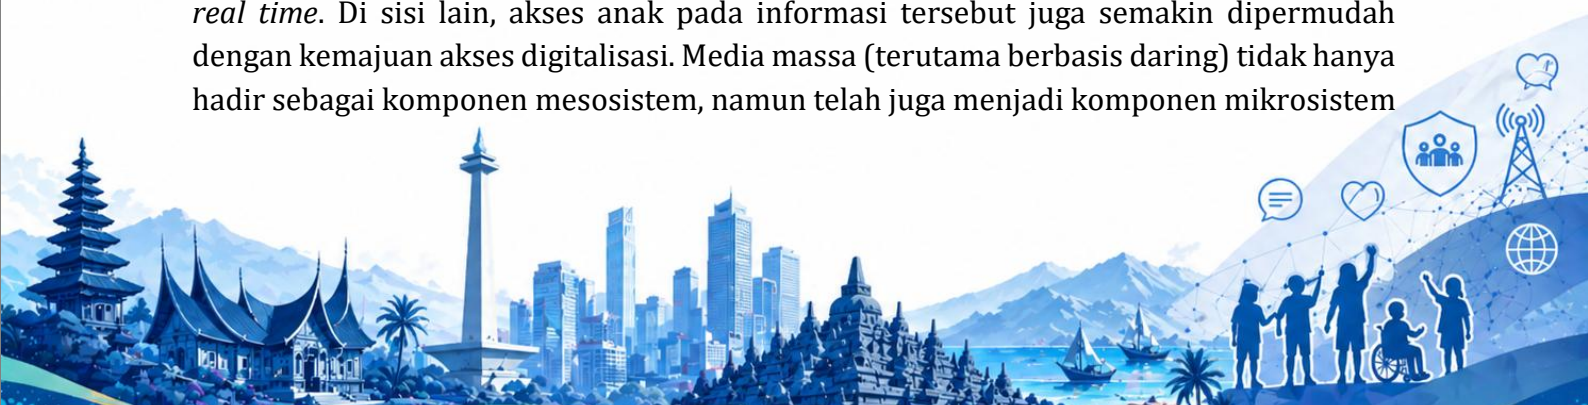 real time. Di sisi lain, akses anak pada informasi tersebut juga semakin dipermudah
dengan kemajuan akses digitalisasi. Media massa (terutama berbasis daring) tidak hanya
hadir sebagai komponen mesosistem, namun telah juga menjadi komponen mikrosistem